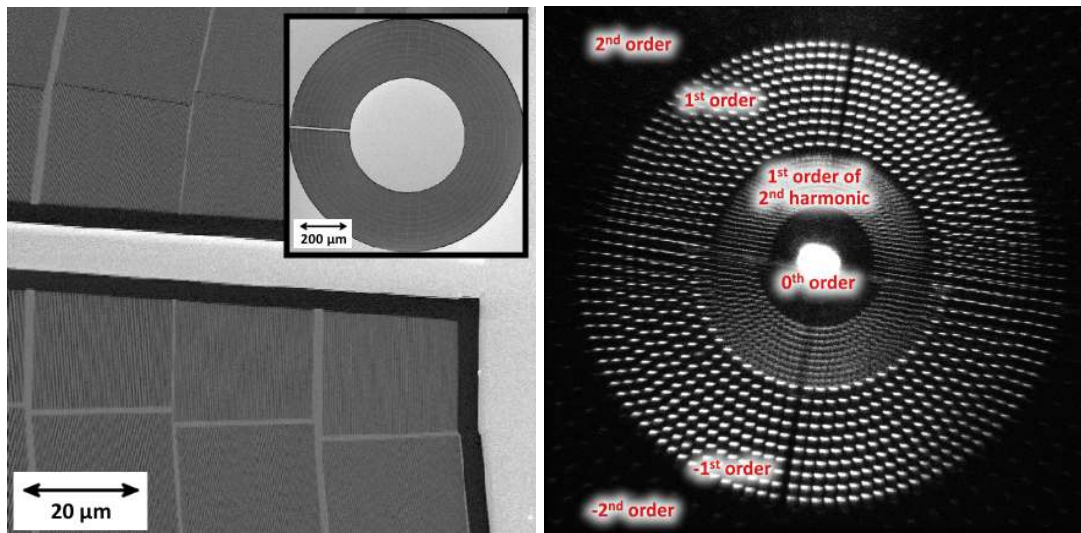 200 µm
20 µm
2nd order
1st order
1st order of
2nd harmonic
0th order
-1st order
-2nd order